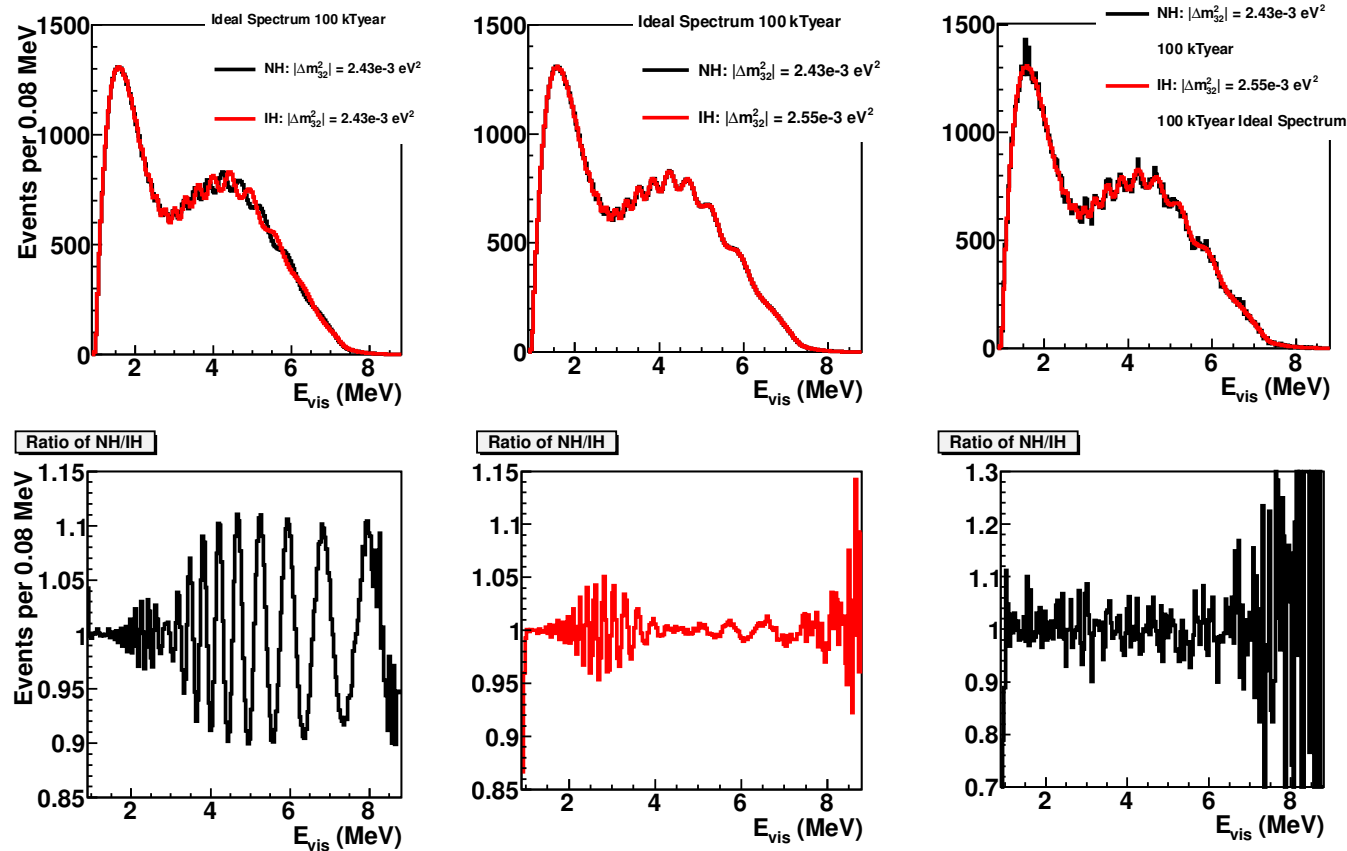 Ideal Spectrum 100 kTyear
NH: |Δm²₃₂| = 2.43e-3 eV²
IH: |Δm²₃₂| = 2.43e-3 eV²
Events per 0.08 MeV
1500
1000
500
0
2 4 6 8
E_vis (MeV)
Ideal Spectrum 100 kTyear
NH: |Δm²₃₂| = 2.43e-3 eV²
IH: |Δm²₃₂| = 2.55e-3 eV²
1500
1000
500
0
2 4 6 8
E_vis (MeV)
NH: |Δm²₃₂| = 2.43e-3 eV²
100 kTyear
IH: |Δm²₃₂| = 2.55e-3 eV²
100 kTyear Ideal Spectrum
1500
1000
500
0
2 4 6 8
E_vis (MeV)
Ratio of NH/IH
Events per 0.08 MeV
1.15
1.1
1.05
1
0.95
0.9
0.85
2 4 6 8
E_vis (MeV)
Ratio of NH/IH
1.15
1.1
1.05
1
0.95
0.9
0.85
2 4 6 8
E_vis (MeV)
Ratio of NH/IH
1.3
1.2
1.1
1
0.9
0.8
0.7
2 4 6 8
E_vis (MeV)